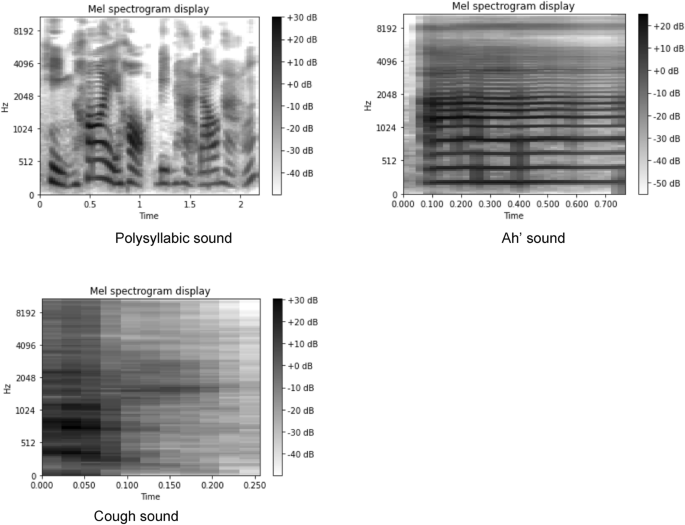 Mel spectrogram display
8192
4096
2048
1024
512
0
Hz
0 0.5 1 1.5 2
Time
+30 dB
+20 dB
+10 dB
+0 dB
-10 dB
-20 dB
-30 dB
-40 dB
Polysyllabic sound
Mel spectrogram display
8192
4096
2048
1024
512
0
Hz
0.000 0.100 0.200 0.300 0.400 0.500 0.600 0.700
Time
+20 dB
+10 dB
+0 dB
-10 dB
-20 dB
-30 dB
-40 dB
-50 dB
Ah’ sound
Mel spectrogram display
8192
4096
2048
1024
512
0
Hz
0.000 0.050 0.100 0.150 0.200 0.250
Time
+30 dB
+20 dB
+10 dB
+0 dB
-10 dB
-20 dB
-30 dB
-40 dB
Cough sound